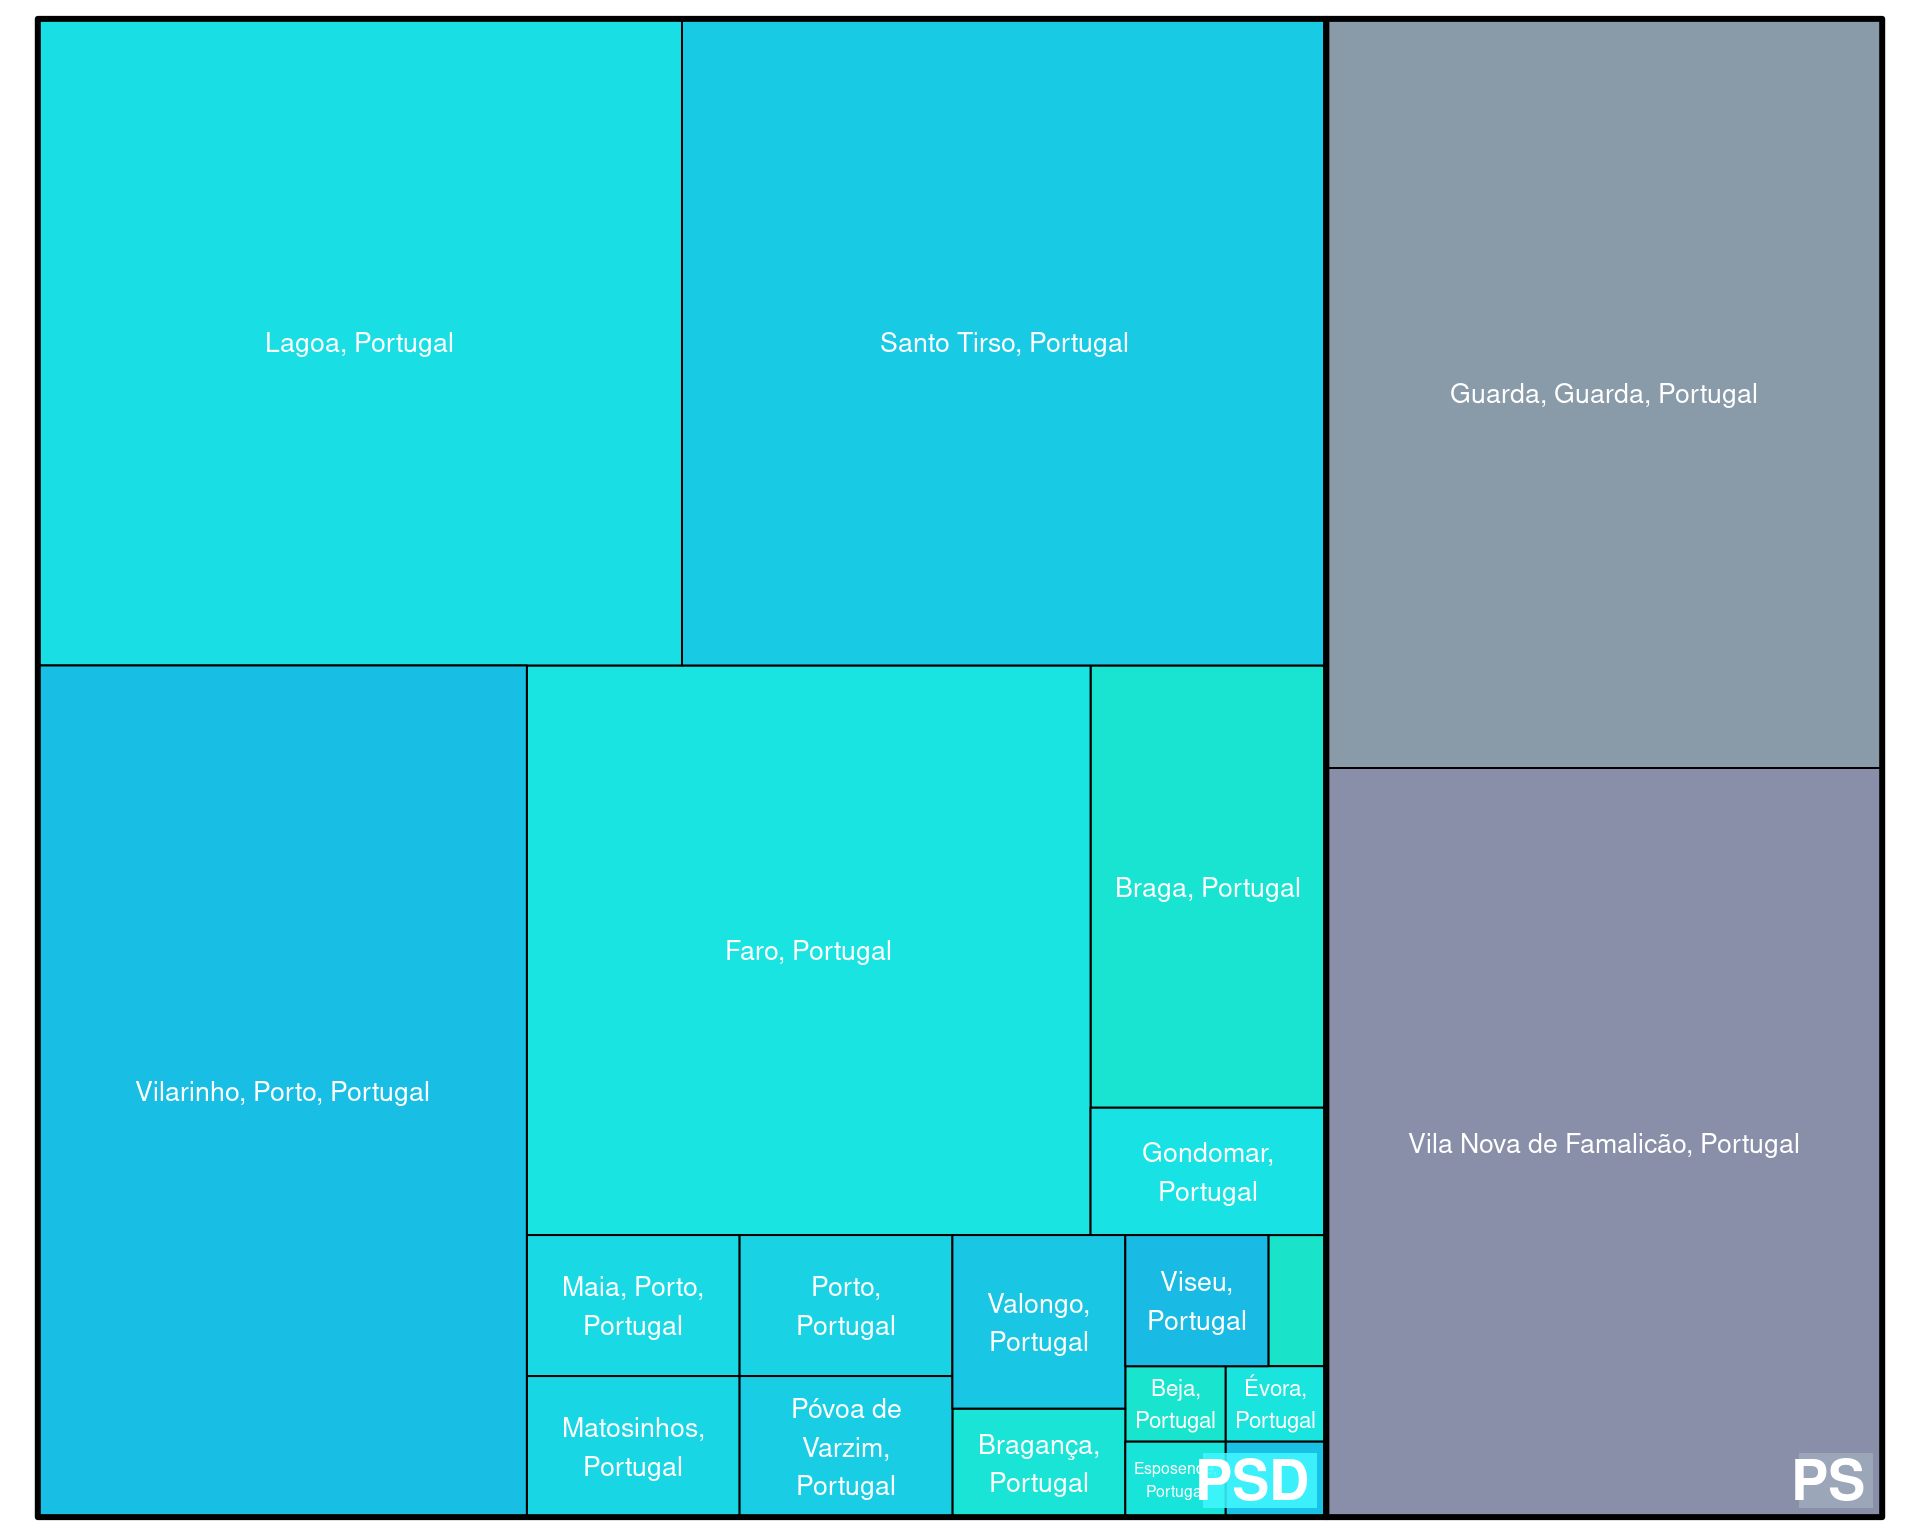 Lagoa, Portugal
Santo Tirso, Portugal
Guarda, Guarda, Portugal
Vilarinho, Porto, Portugal
Faro, Portugal
Braga, Portugal
Gondomar,
Portugal
Vila Nova de Famalicão, Portugal
Maia, Porto,
Portugal
Porto,
Portugal
Valongo,
Portugal
Viseu,
Portugal
Matosinhos,
Portugal
Póvoa de
Varzim,
Portugal
Bragança,
Portugal
Beja,
Portugal
Évora,
Portugal
Portugal
PSD
PS